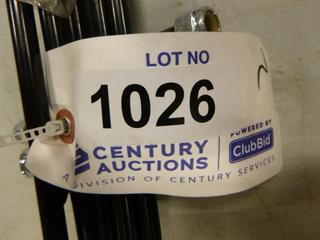 LOT NO
1026
CENTURY
AUCTIONS
POWERED BY
ClubBid
A DIVISION OF CENTURY SERVICES